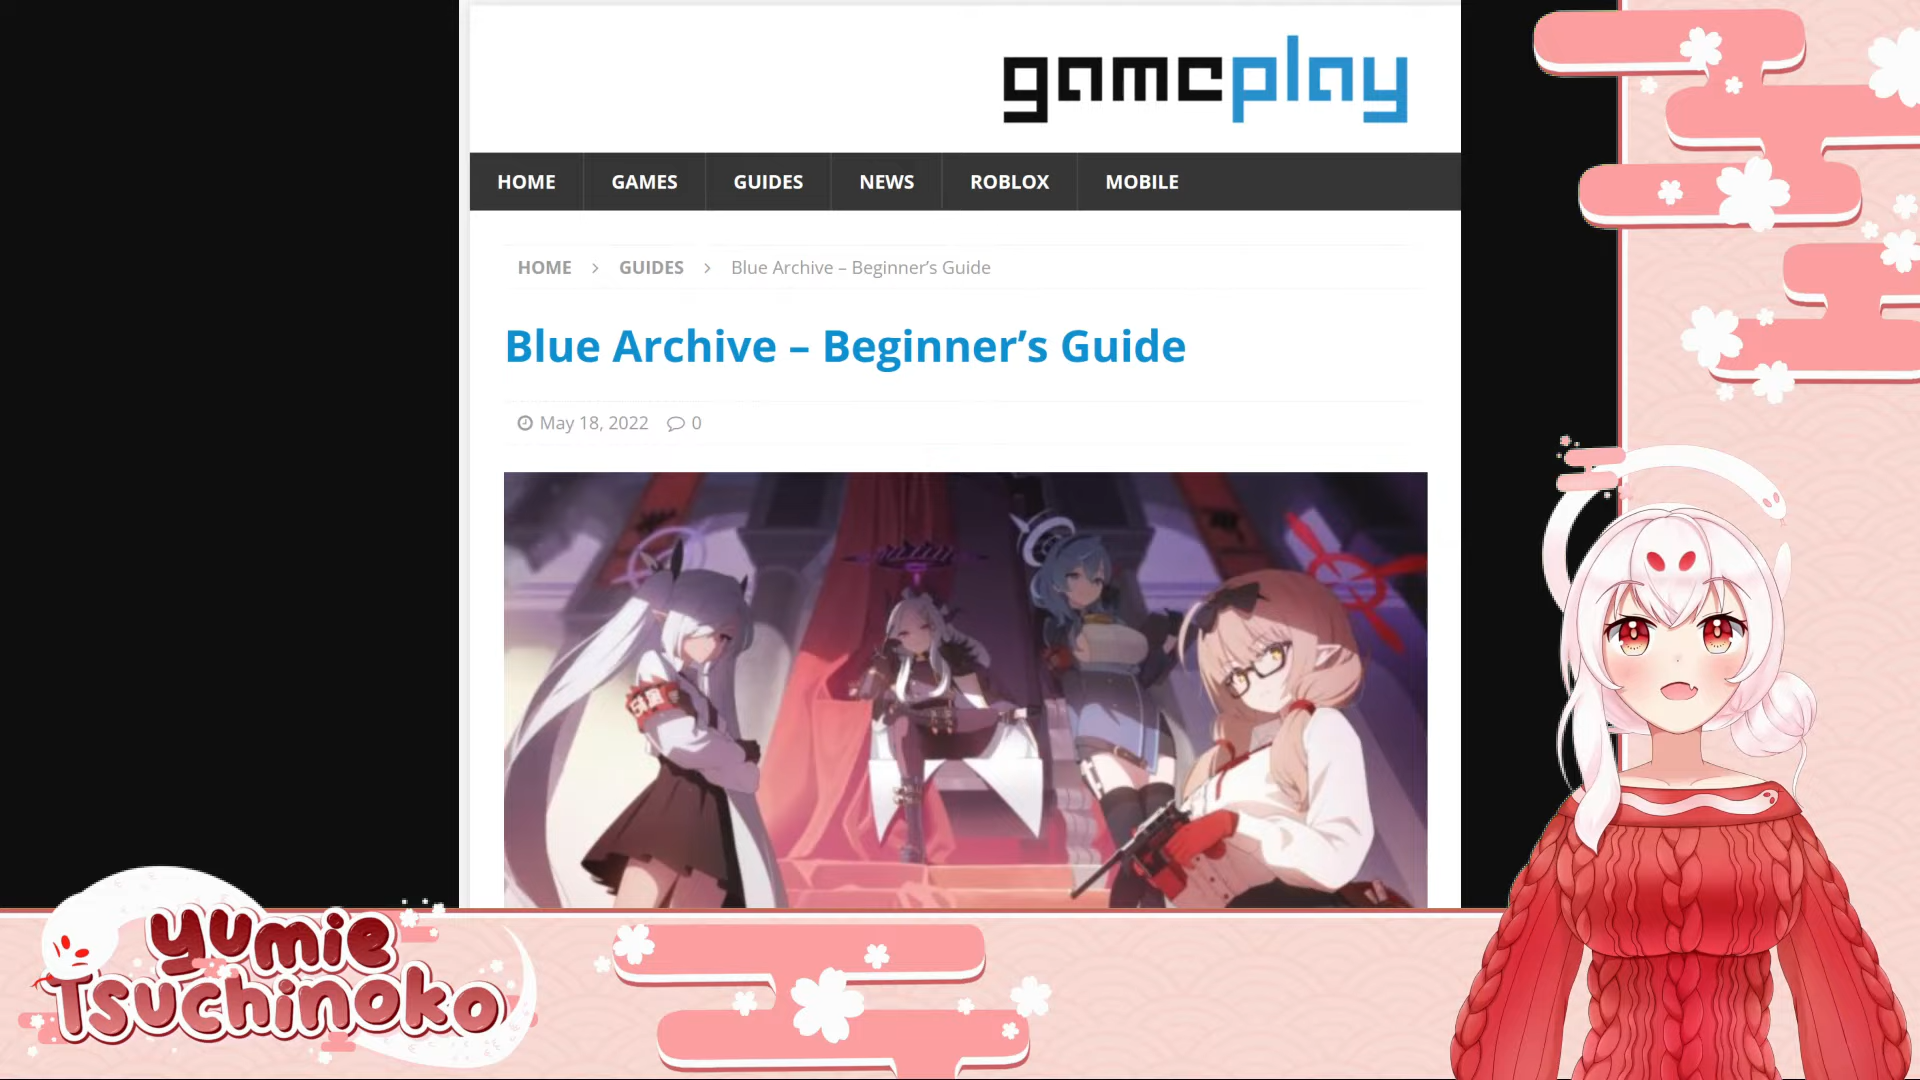 gameplay
HOME GAMES GUIDES NEWS ROBLOX MOBILE
HOME > GUIDES > Blue Archive – Beginner’s Guide
Blue Archive – Beginner’s Guide
May 18, 2022 0
yumie
Tsuchinoko